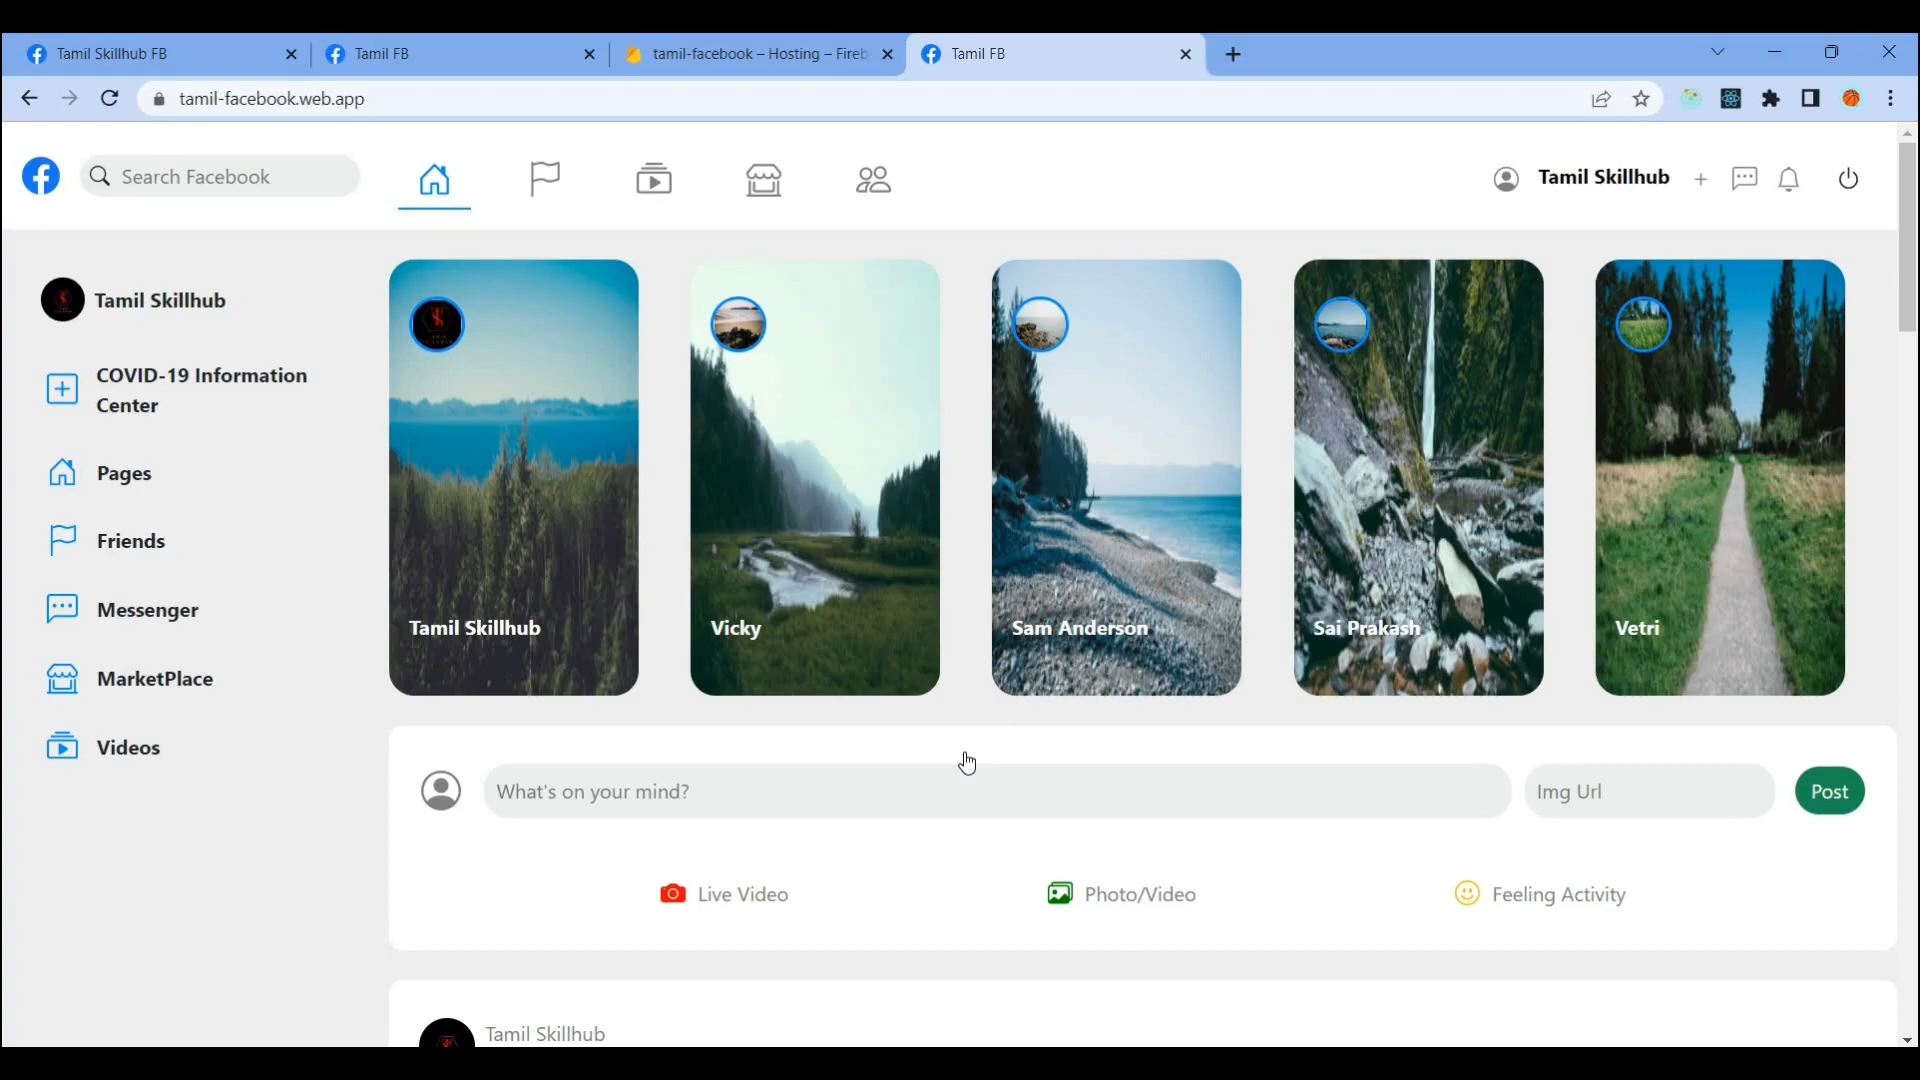 Tamil Skillhub FB
Tamil FB
tamil-facebook – Hosting – Fireb
Tamil FB
tamil-facebook.web.app
Search Facebook
Tamil Skillhub
Tamil Skillhub
COVID-19 Information
Center
Pages
Friends
Messenger
MarketPlace
Videos
Tamil Skillhub
Vicky
Sam Anderson
Sai Prakash
Vetri
What's on your mind?
Img Url
Post
Live Video
Photo/Video
Feeling Activity
Tamil Skillhub